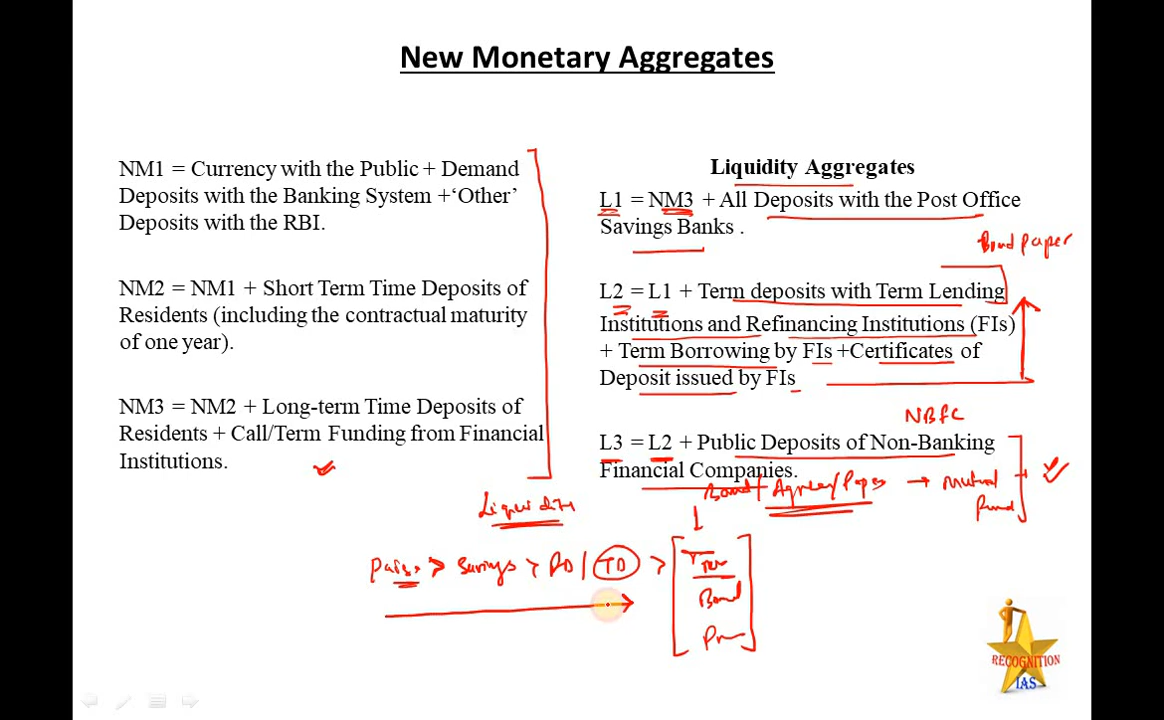 New Monetary Aggregates
NM1 = Currency with the Public + Demand
Deposits with the Banking System +‘Other’
Deposits with the RBI.
NM2 = NM1 + Short Term Time Deposits of
Residents (including the contractual maturity
of one year).
NM3 = NM2 + Long-term Time Deposits of
Residents + Call/Term Funding from Financial
Institutions.
Liquidity Aggregates
L1 = NM3 + All Deposits with the Post Office
Savings Banks .
Bond paper
L2 = L1 + Term deposits with Term Lending
Institutions and Refinancing Institutions (FIs)
+ Term Borrowing by FIs +Certificates of
Deposit issued by FIs
NBFC
L3 = L2 + Public Deposits of Non-Banking
Financial Companies.
Bond + → Mutual
Fund
> Savings > / TD >
Bond
RECOGNITION
IAS